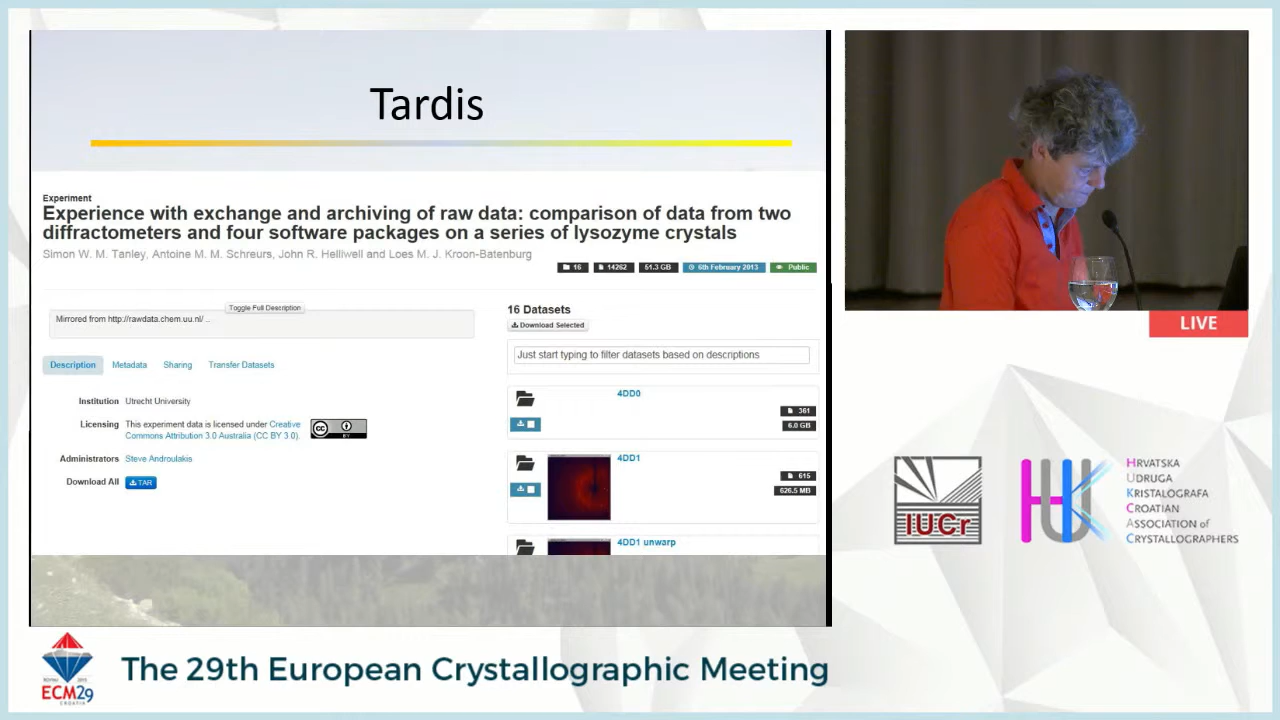 Tardis
Experiment
Experience with exchange and archiving of raw data: comparison of data from two
diffractometers and four software packages on a series of lysozyme crystals
Simon W. M. Tanley, Antoine M. M. Schreurs, John R. Helliwell and Loes M. J. Kroon-Batenburg
16 14262 51.3 GB 6th February 2013 Public
Toggle Full Description
Mirrored from http://rawdata.chem.uu.nl/ ..
Description Metadata Sharing Transfer Datasets
Institution Utrecht University
Licensing This experiment data is licensed under Creative
Commons Attribution 3.0 Australia (CC BY 3.0).
cc BY
Administrators Steve Androulakis
Download All TAR
16 Datasets
Download Selected
Just start typing to filter datasets based on descriptions
4DD0
361
6.0 GB
4DD1
615
626.5 MB
4DD1 unwarp
LIVE
IUCr
HUK
HRVATSKA
UDRUGA
KRISTALOGRAFA
CROATIAN
ASSOCIATION of
CRYSTALLOGRAPHERS
ECM29
CROATIA
The 29th European Crystallographic Meeting